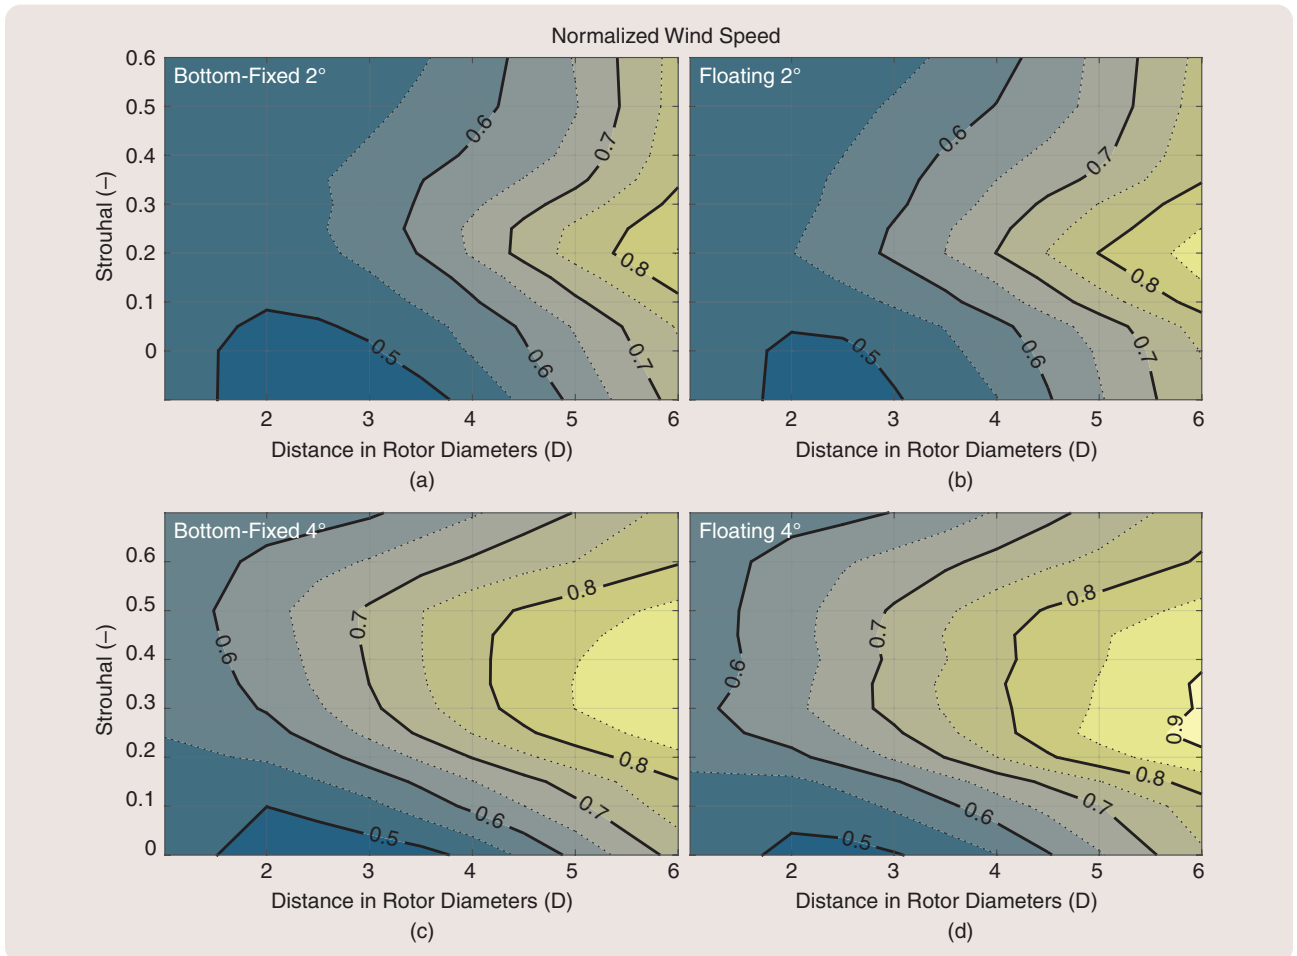 Normalized Wind Speed
Bottom-Fixed 2°
0.6
0.5
0.4
0.3
0.2
0.1
0
Strouhal (–)
0.6
0.7
0.8
0.5
0.6
0.7
2 3 4 5 6
Distance in Rotor Diameters (D)
(a)
Floating 2°
0.6
0.7
0.8
0.5
0.6
0.7
2 3 4 5 6
Distance in Rotor Diameters (D)
(b)
Bottom-Fixed 4°
0.6
0.5
0.4
0.3
0.2
0.1
0
Strouhal (–)
0.8
0.7
0.6
0.8
0.7
0.6
0.5
2 3 4 5 6
Distance in Rotor Diameters (D)
(c)
Floating 4°
0.8
0.7
0.6
0.9
0.8
0.7
0.6
0.5
2 3 4 5 6
Distance in Rotor Diameters (D)
(d)